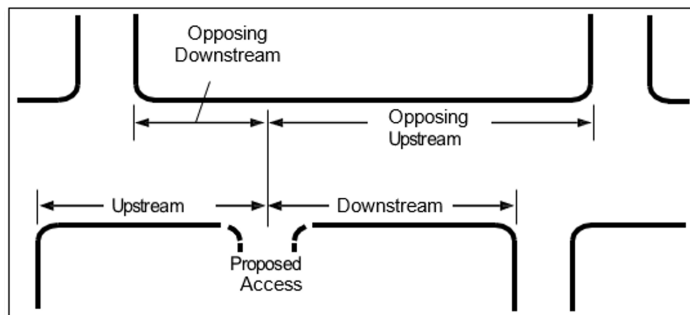 Opposing
Downstream
Opposing
Upstream
Upstream
Downstream
Proposed
Access